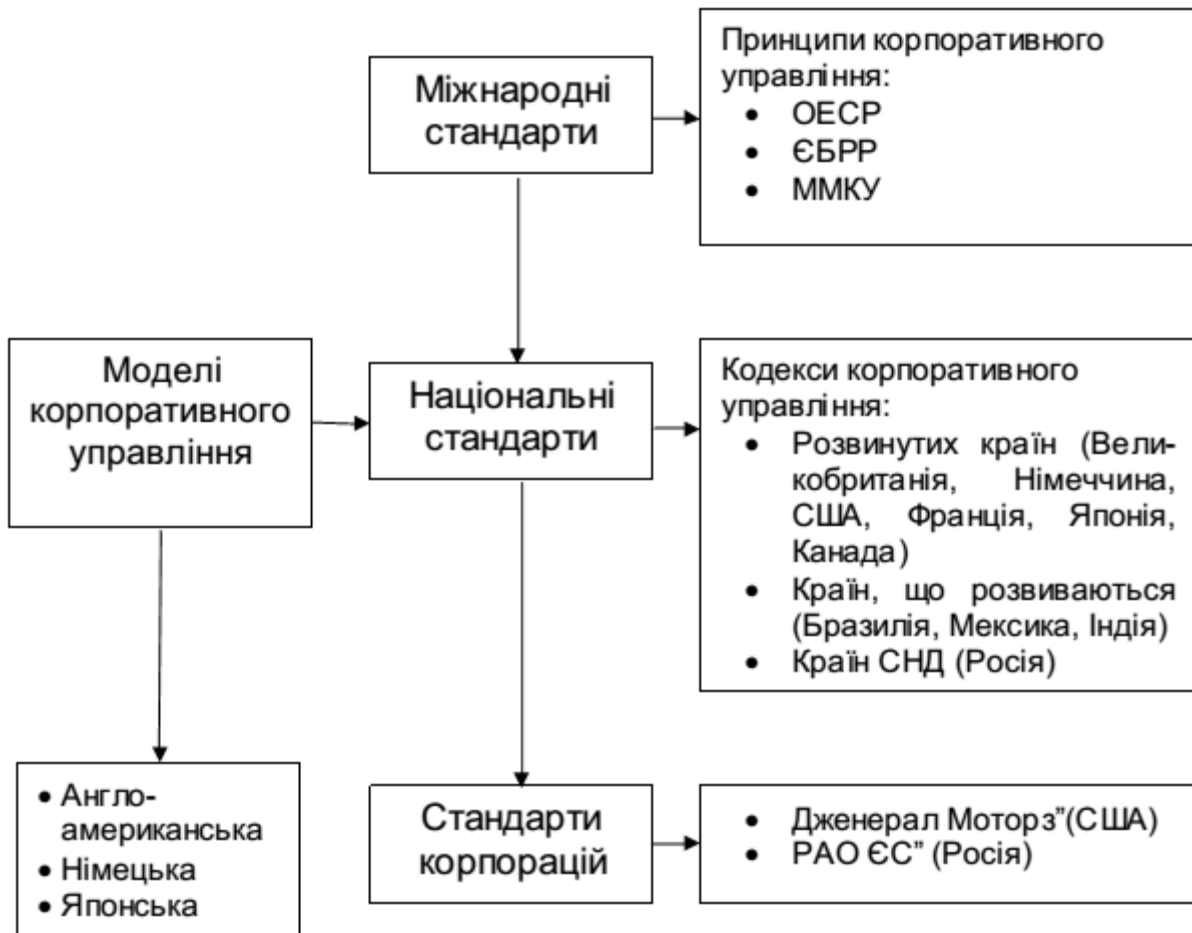 Міжнародні
стандарти
Принципи корпоративного
управління:
• ОЕСР
• ЄБРР
• ММКУ
Моделі
корпоративного
управління
Національні
стандарти
Кодекси корпоративного
управління:
• Розвинутих країн (Вели-
кобританія, Німеччина,
США, Франція, Японія,
Канада)
• Країн, що розвиваються
(Бразилія, Мексика, Індія)
• Країн СНД (Росія)
• Англо-
американська
• Німецька
• Японська
Стандарти
корпорацій
• Дженерал Моторз”(США)
• РАО ЄС” (Росія)